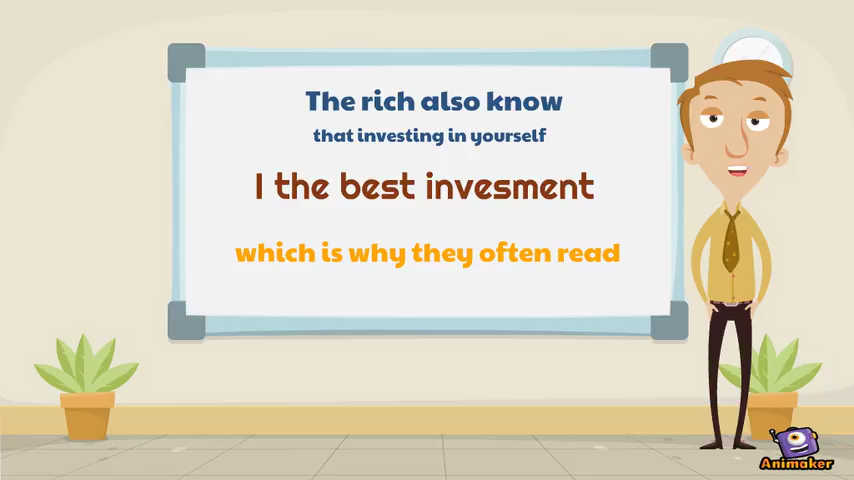 The rich also know
that investing in yourself
I the best invesment
which is why they often read
Animaker